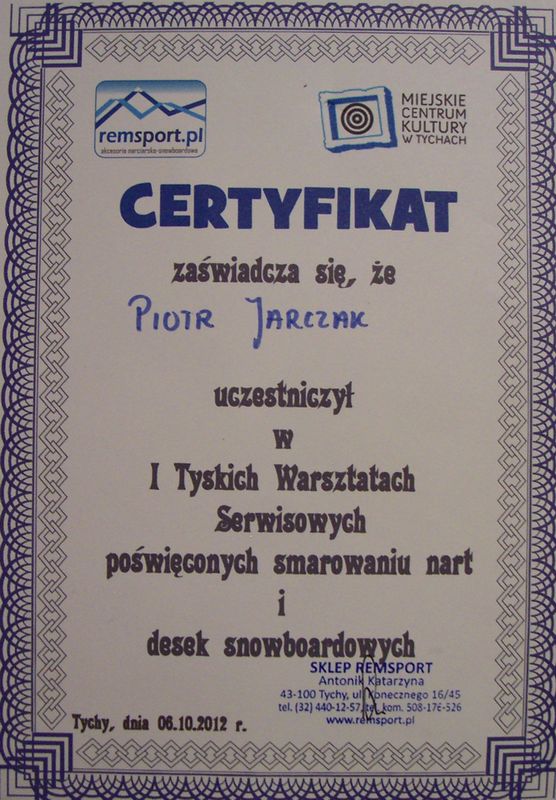 remsport.pl
akcesoria narciarsko-snowboardowe
MIEJSKIE
CENTRUM
KULTURY
W TYCHACH
CERTYFIKAT
zaświadcza się, że
PIOTR JARCZAK
uczestniczył
w
I Tyskich Warsztatach
Serwisowych
poświęconych smarowaniu nart
i
desek snowboardowych
SKLEP REMSPORT
Antonik Katarzyna
43-100 Tychy, ul. Konecznego 16/45
tel. (32) 440-12-57, tel. kom. 508-176-526
www.remsport.pl
Tychy, dnia 06.10.2012 r.